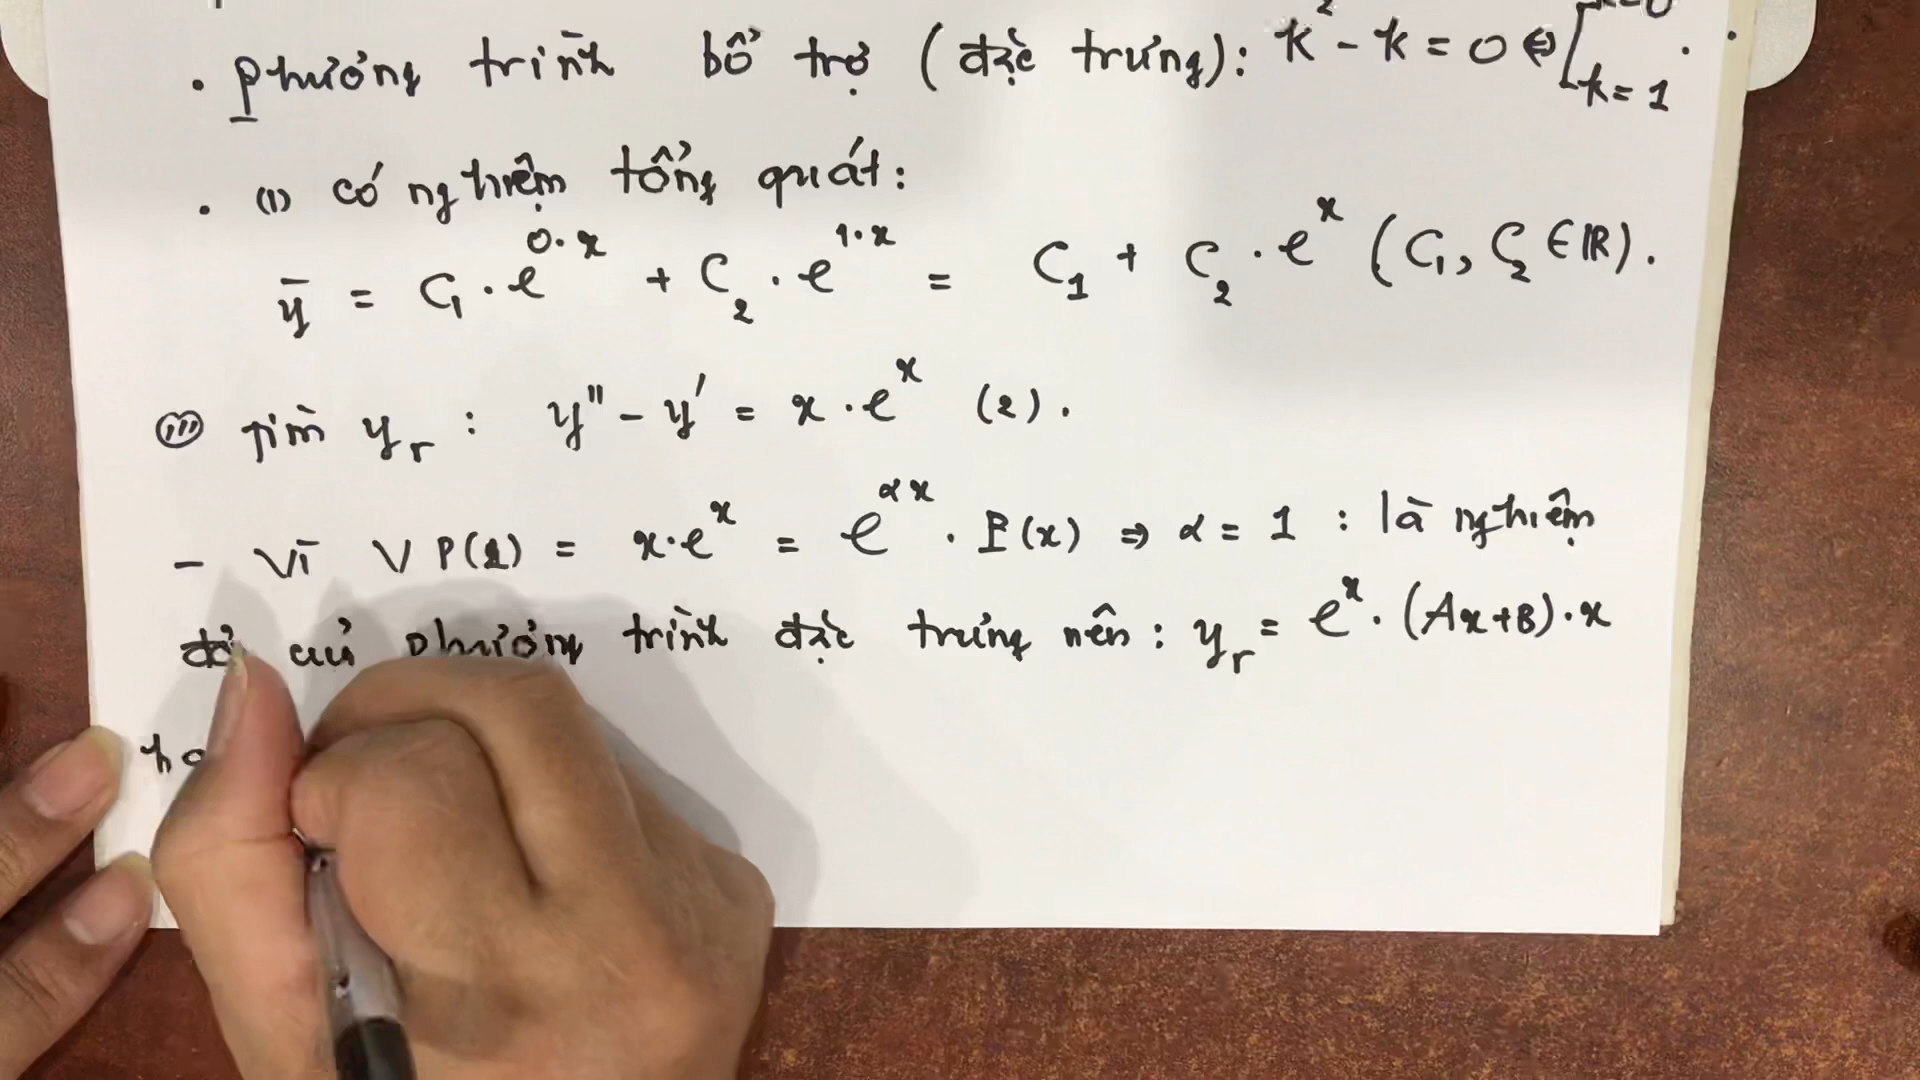 . phương trình bổ trợ (đặc trưng): k² - k = 0 ⇔ [ k=0
k = 1 .
. (1) có nghiệm tổng quát:
ȳ = C₁ . e^{0.x} + C₂ . e^{1.x} = C₁ + C₂ . e^x (C₁, C₂ ∈ ℝ).
(iii) Tìm y_r : y'' - y' = x . e^x (2).
- Vì VP(2) = x.e^x = e^{αx} . P(x) ⇒ α = 1 : là nghiệm
đơn của phương trình đặc trưng nên : y_r = e^x . (Ax+B).x